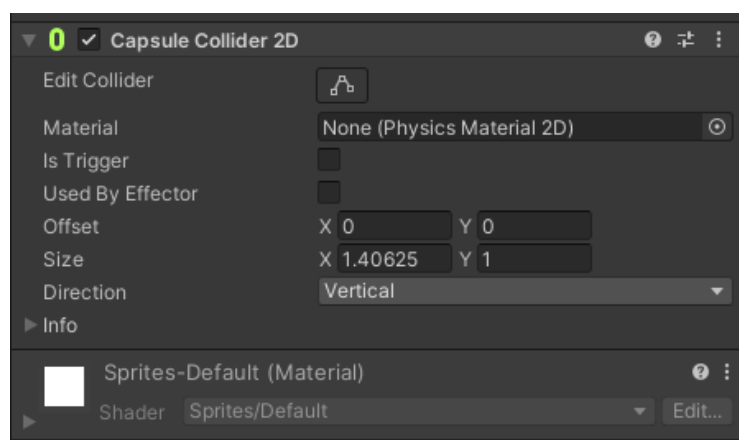 Capsule Collider 2D
Edit Collider
Material None (Physics Material 2D)
Is Trigger
Used By Effector
Offset X 0 Y 0
Size X 1.40625 Y 1
Direction Vertical
Info
Sprites-Default (Material)
Shader Sprites/Default Edit...